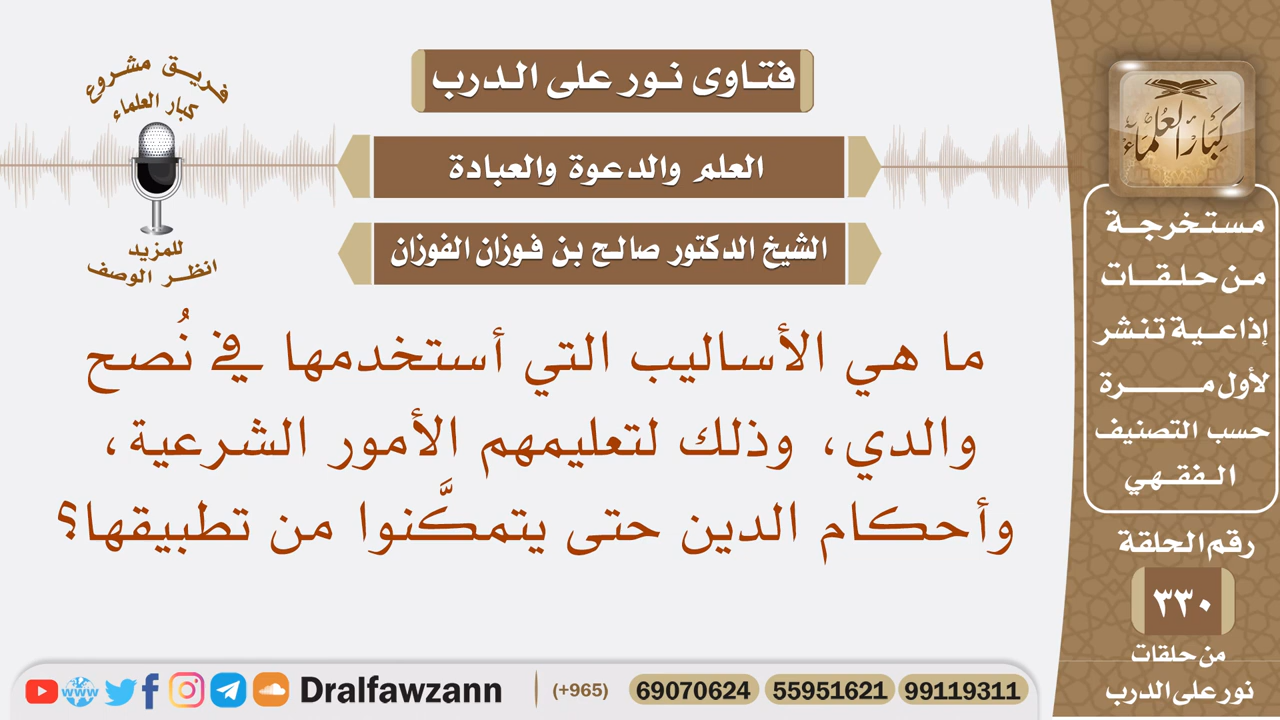 فتاوى نور على الدرب
العلم والدعوة والعبادة
الشيخ الدكتور صالح بن فوزان الفوزان
فريق مشروع
كبار العلماء
للمزيد
انظر الوصف
ما هي الأساليب التي أستخدمها في نُصح
والدي، وذلك لتعليمهم الأمور الشرعية،
وأحكام الدين حتى يتمكَّنوا من تطبيقها؟
كبار العلماء
مستخرجة
من حلقات
إذاعية تنشر
لأول مرة
حسب التصنيف
الفقهي
رقم الحلقة
٣٣٠
من حلقات
نور على الدرب
www Dralfawzann (+965) 69070624 55951621 99119311